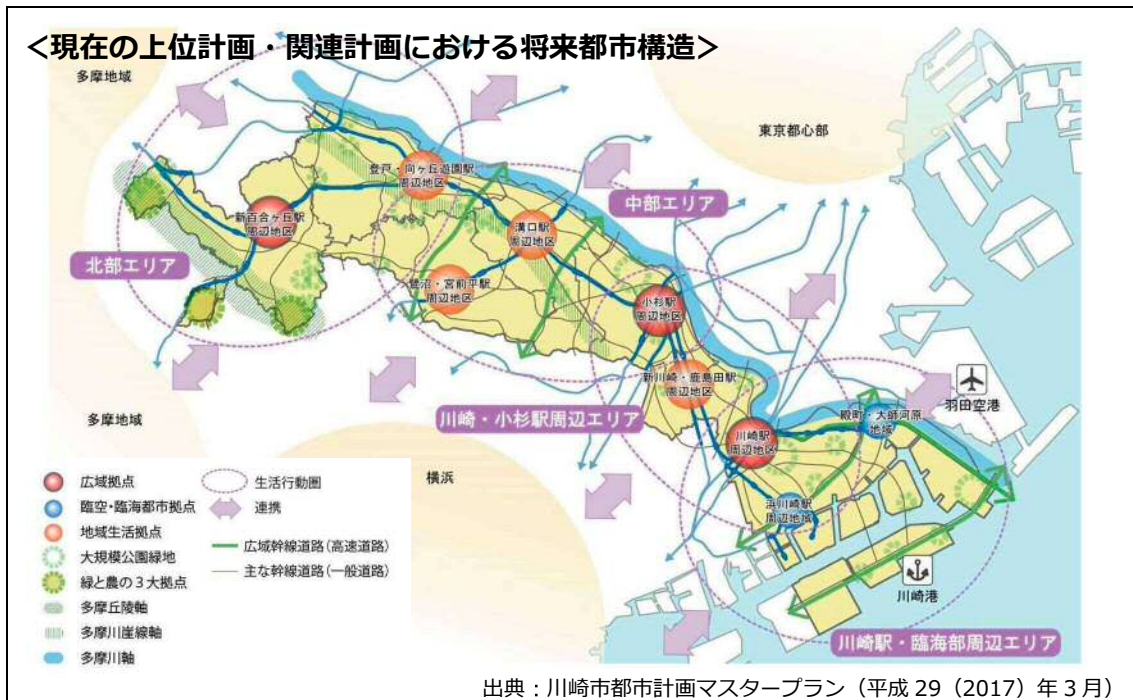 ＜現在の上位計画・関連計画における将来都市構造＞
多摩地域
東京都心部
登戸・向ヶ丘遊園駅
周辺地区
中部エリア
新百合ヶ丘駅
周辺地区
溝口駅
周辺地区
北部エリア
鷺沼・宮前平駅
周辺地区
小杉駅
周辺地区
新川崎・鹿島田駅
周辺地区
羽田空港
川崎・小杉駅周辺エリア
殿町・大師河原
地域
多摩地域
川崎駅
周辺地区
横浜
浜川崎駅
周辺地域
川崎港
川崎駅・臨海部周辺エリア
広域拠点
臨空・臨海都市拠点
地域生活拠点
大規模公園緑地
緑と農の３大拠点
多摩丘陵軸
多摩川崖線軸
多摩川軸
生活行動圏
連携
広域幹線道路（高速道路）
主な幹線道路（一般道路）
出典：川崎市都市計画マスタープラン（平成 29（2017）年 3 月）